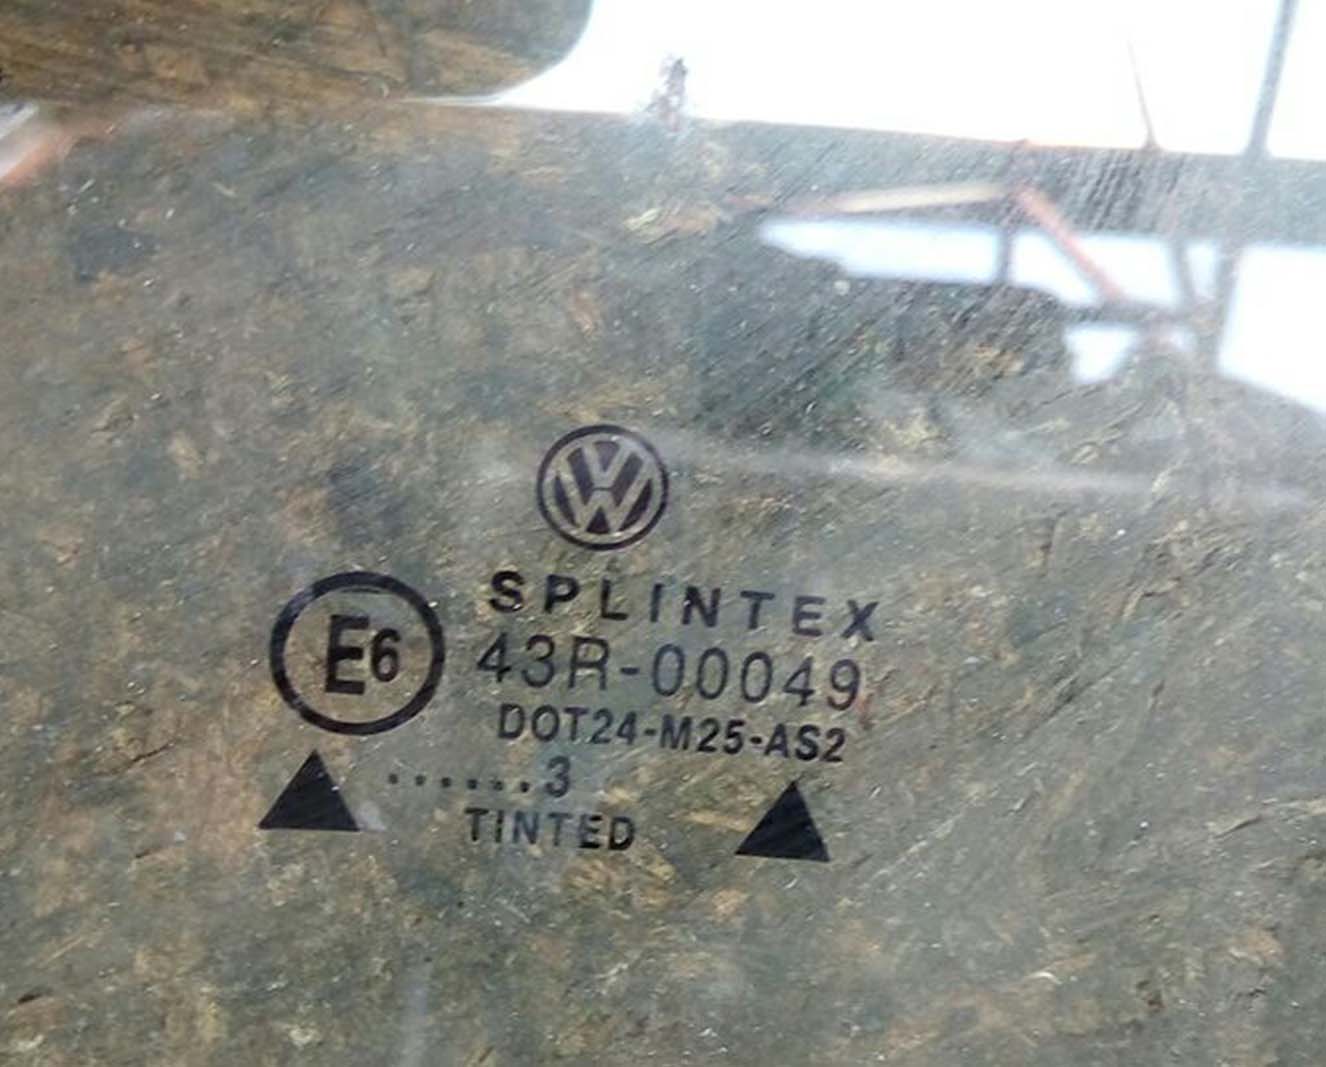 SPLINTEX
E6
43R-00049
DOT24-M25-AS2
......3
TINTED